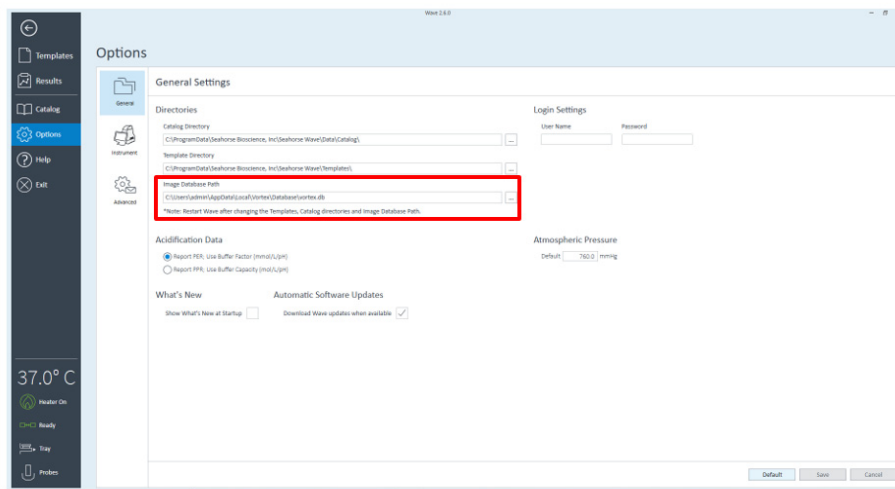 Wave 2.6.0
Templates
Results
Catalog
Options
Help
Exit
37.0° C
Heater On
Ready
Tray
Probes
Options
General
Instrument
Advanced
General Settings
Directories
Catalog Directory
C:\ProgramData\Seahorse Bioscience, Inc\Seahorse Wave\Data\Catalog\
...
Template Directory
C:\ProgramData\Seahorse Bioscience, Inc\Seahorse Wave\Templates\
...
Image Database Path
C:\Users\admin\AppData\Local\Vortex\Database\vortex.db
...
*Note: Restart Wave after changing the Templates, Catalog directories and Image Database Path.
Login Settings
User Name Password
Acidification Data
Report PER; Use Buffer Factor (mmol/L/pH)
Report PPR; Use Buffer Capacity (mol/L/pH)
Atmospheric Pressure
Default 760.0 mmHg
What's New
Show What's New at Startup
Automatic Software Updates
Download Wave updates when available
Default Save Cancel